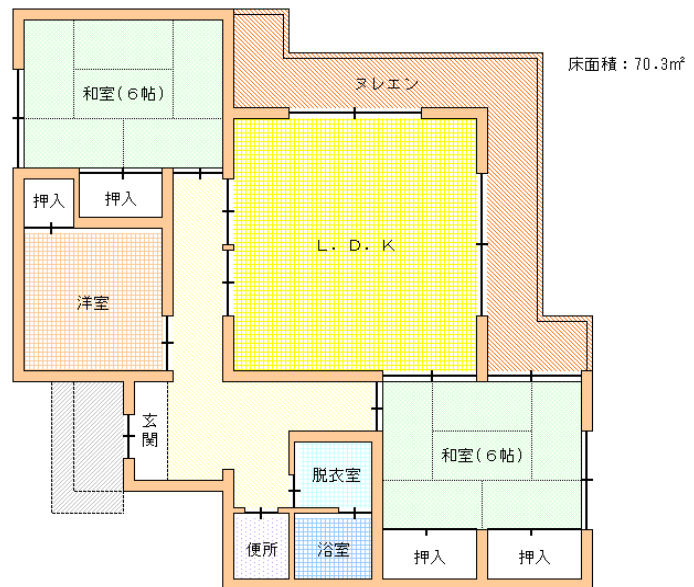 床面積：70.3㎡
ヌレエン
和室(６帖)
押入
押入
Ｌ．Ｄ．Ｋ
洋室
玄
関
和室(６帖)
脱衣室
便所
浴室
押入
押入